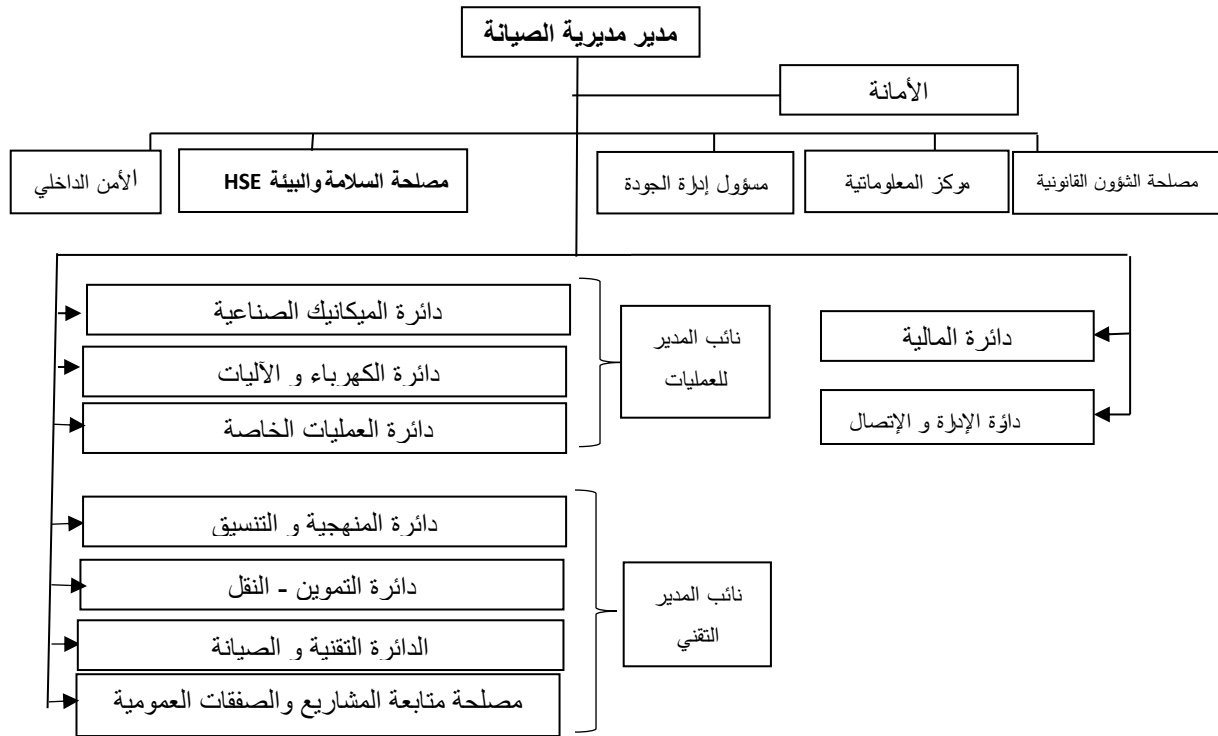 مدير مديرية الصيانة
الأمانة
مصلحة الشؤون القانونية
مركز المعلوماتية
مسؤول إدارة الجودة
مصلحة السلامة والبيئة HSE
الأمن الداخلي
دائرة المالية
داؤة الإدارة و الإتصال
نائب المدير
للعمليات
دائرة الميكانيك الصناعية
دائرة الكهرباء و الآليات
دائرة العمليات الخاصة
نائب المدير
التقني
دائرة المنهجية و التنسيق
دائرة التموين - النقل
الدائرة التقنية و الصيانة
مصلحة متابعة المشاريع والصفقات العمومية